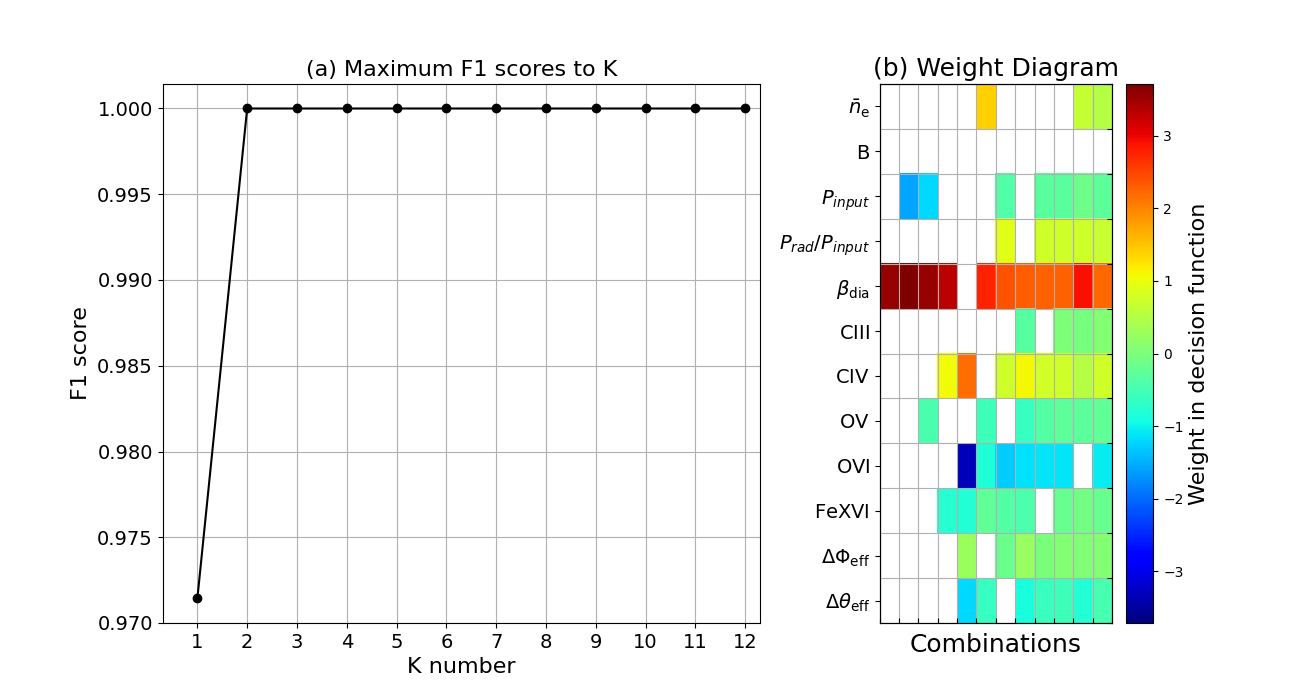 (a) Maximum F1 scores to K
F1 score
1.000
0.995
0.990
0.985
0.980
0.975
0.970
1 2 3 4 5 6 7 8 9 10 11 12
K number
(b) Weight Diagram
n̄e
B
Pinput
Prad/Pinput
βdia
CIII
CIV
OV
OVI
FeXVI
ΔΦeff
Δθeff
Combinations
3
2
1
0
−1
−2
−3
Weight in decision function